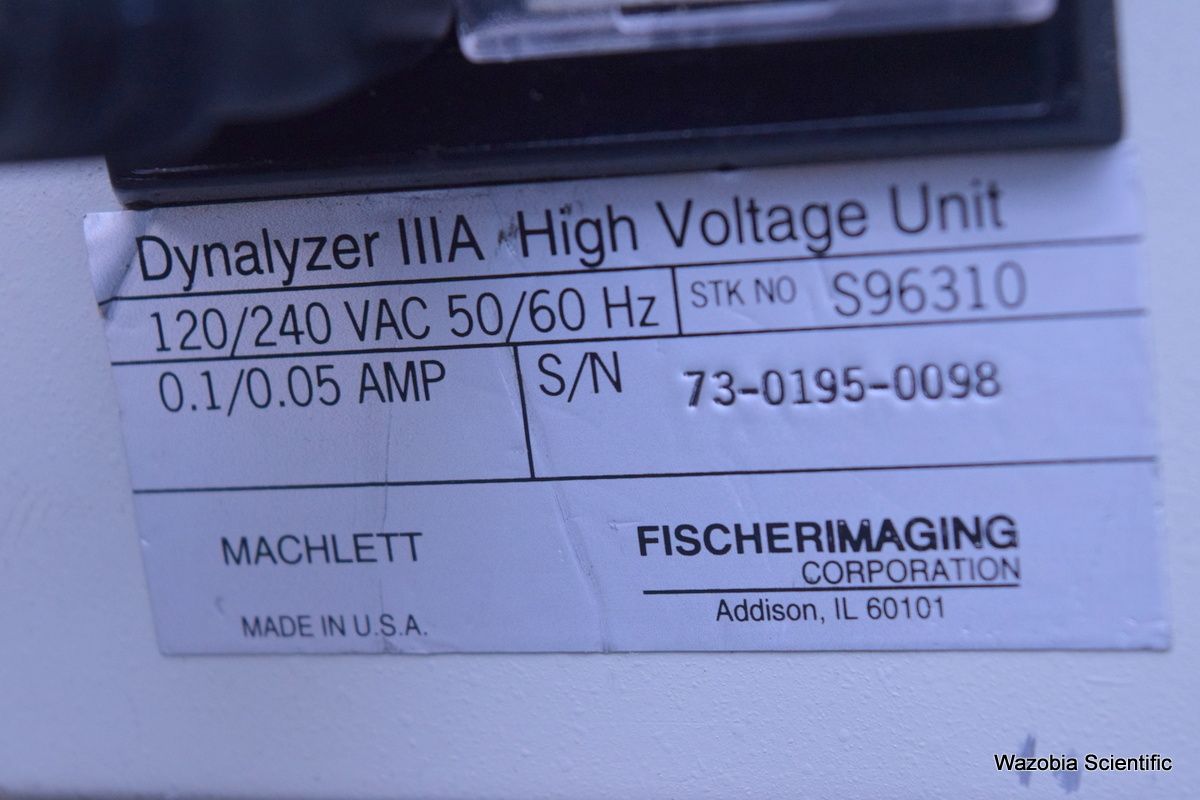 Dynalyzer IIIA High Voltage Unit
120/240 VAC 50/60 Hz STK NO S96310
0.1/0.05 AMP S/N 73-0195-0098
MACHLETT
MADE IN U.S.A.
FISCHERIMAGING
CORPORATION
Addison, IL 60101
Wazobia Scientific